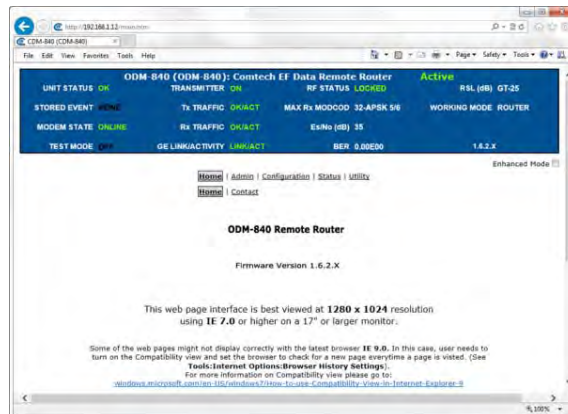 http://192.168.1.12/main.htm
CDM-840 (CDM-840)
File Edit View Favorites Tools Help
Page Safety Tools
ODM-840 (ODM-840): Comtech EF Data Remote Router Active
UNIT STATUS OK TRANSMITTER ON RF STATUS LOCKED RSL (dB) GT-25
STORED EVENT NONE Tx TRAFFIC OK/ACT MAX Rx MODCOD 32-APSK 5/6 WORKING MODE ROUTER
MODEM STATE ONLINE Rx TRAFFIC OK/ACT Es/No (dB) 35
TEST MODE OFF GE LINK/ACTIVITY LINK/ACT BER 0.00E00 1.6.2.X
Enhanced Mode
Home | Admin | Configuration | Status | Utility
Home | Contact
ODM-840 Remote Router
Firmware Version 1.6.2.X
This web page interface is best viewed at 1280 x 1024 resolution
using IE 7.0 or higher on a 17" or larger monitor.
Some of the web pages might not display correctly with the latest browser IE 9.0. In this case, user needs to
turn on the Compatibility view and set the browser to check for a new page everytime a page is visted. (See
Tools:Internet Options:Browser History Settings).
For more information on Compatibility view please go to:
windows.microsoft.com/en-US/windows7/How-to-use-Compatibility-View-in-Internet-Explorer-9
100%